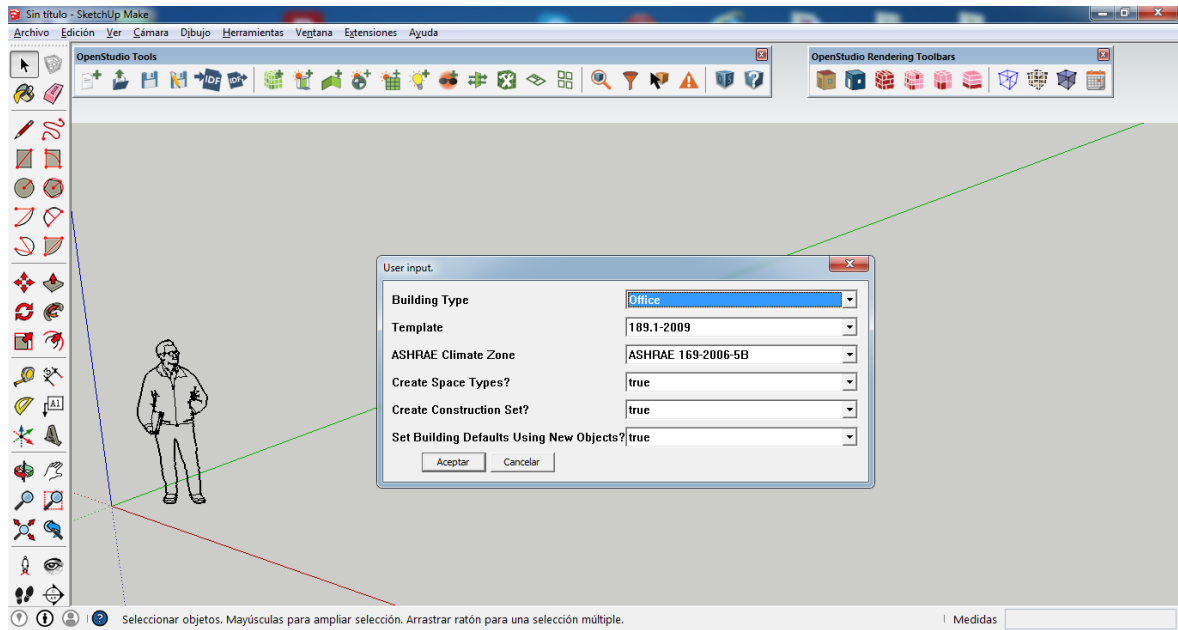 Sin título - SketchUp Make
Archivo Edición Ver Cámara Dibujo Herramientas Ventana Extensiones Ayuda
OpenStudio Tools
OpenStudio Rendering Toolbars
IDF
IDF
A1
User input.
Building Type Office
Template 189.1-2009
ASHRAE Climate Zone ASHRAE 169-2006-5B
Create Space Types? true
Create Construction Set? true
Set Building Defaults Using New Objects? true
Aceptar Cancelar
Seleccionar objetos. Mayúsculas para ampliar selección. Arrastrar ratón para una selección múltiple. Medidas